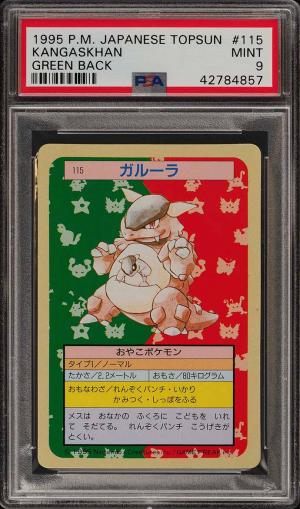 1995 P.M. JAPANESE TOPSUN #115
KANGASKHAN MINT
GREEN BACK PSA 9
42784857
115 ガルーラ
おやこポケモン
タイプ1/ノーマル
たかさ/2.2メートル おもさ/80キログラム
おもなわざ/れんぞくパンチ・いかり
かみつく・しっぽをふる
メスは おなかの ふくろに こどもを いれ
て そだてる。 れんぞくパンチ こうげきが
とくい。